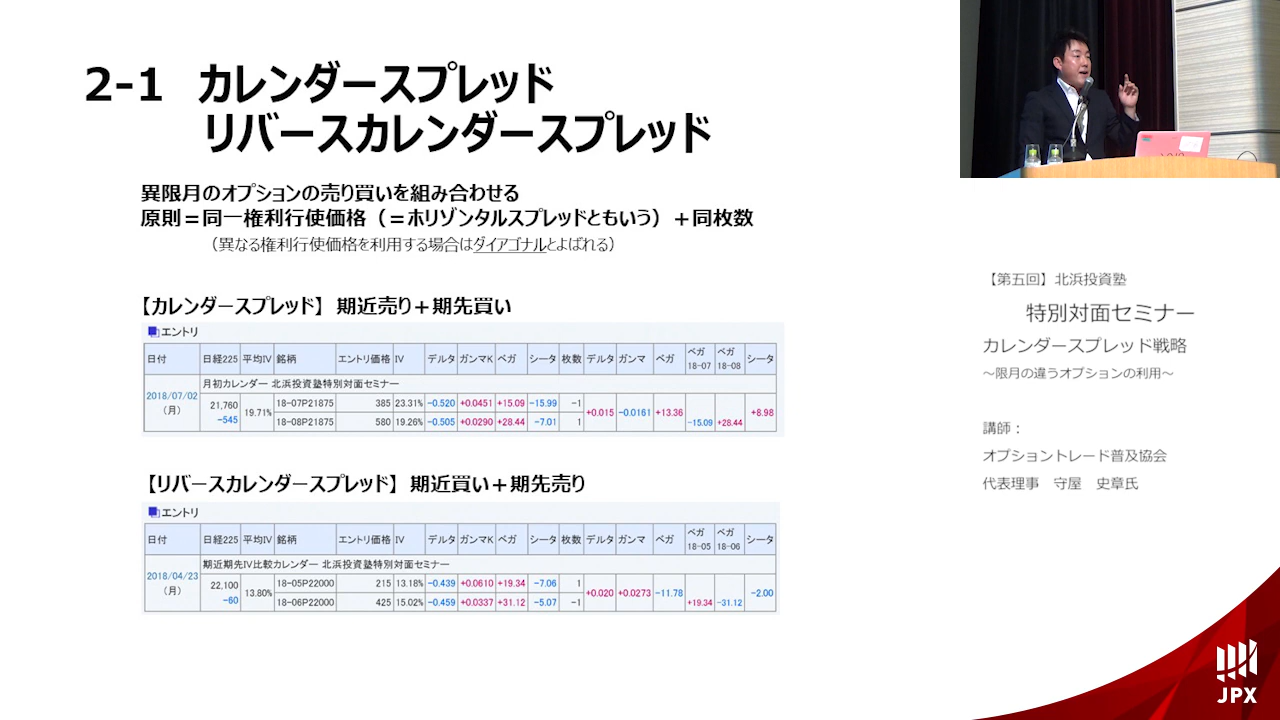 2-1 カレンダースプレッド
リバースカレンダースプレッド
異限月のオプションの売り買いを組み合わせる
原則＝同一権利行使価格（＝ホリゾンタルスプレッドともいう）＋同枚数
（異なる権利行使価格を利用する場合はダイアゴナルとよばれる）
【カレンダースプレッド】期近売り＋期先買い
エントリ
日付 日経225 平均IV 銘柄 エントリ価格 IV デルタ ガンマK ベガ シータ 枚数 デルタ ガンマ ベガ ベガ 18-07 ベガ 18-08 シータ
2018/07/02 （月） 月初カレンダー 北浜投資塾特別対面セミナー
21,760 -545 19.71% 18-07P21875 385 23.31% -0.520 +0.0451 +15.09 -15.99 -1 +0.015 -0.0161 +13.36 -15.09 +28.44 +8.98
18-08P21875 580 19.26% -0.505 +0.0290 +28.44 -7.01 1
【リバースカレンダースプレッド】期近買い＋期先売り
エントリ
日付 日経225 平均IV 銘柄 エントリ価格 IV デルタ ガンマK ベガ シータ 枚数 デルタ ガンマ ベガ ベガ 18-05 ベガ 18-06 シータ
2018/04/23 （月） 期近期先IV比較カレンダー 北浜投資塾特別対面セミナー
22,100 -60 13.80% 18-05P22000 215 13.18% -0.439 +0.0610 +19.34 -7.06 1 +0.020 +0.0273 -11.78 +19.34 -31.12 -2.00
18-06P22000 425 15.02% -0.459 +0.0337 +31.12 -5.07 -1
【第五回】北浜投資塾
特別対面セミナー
カレンダースプレッド戦略
～限月の違うオプションの利用～
講師：
オプショントレード普及協会
代表理事 守屋 史章氏
JPX